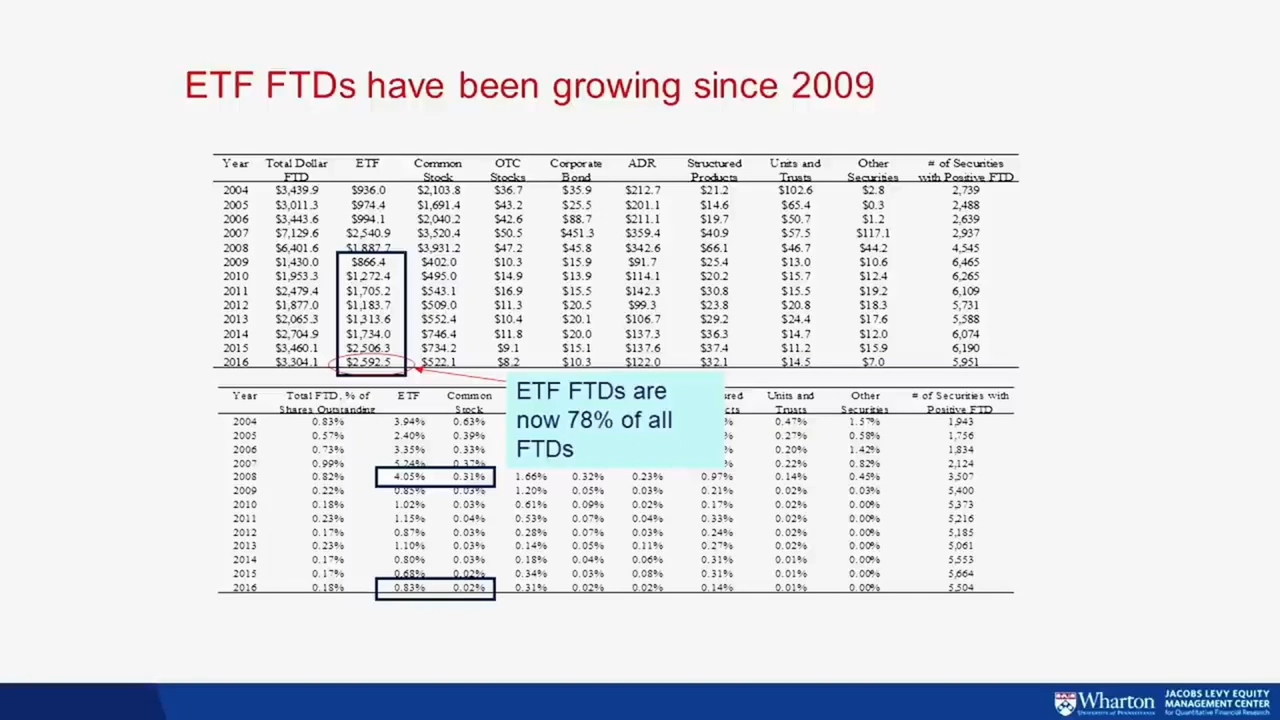 ETF FTDs have been growing since 2009
Year Total Dollar FTD ETF Common Stock OTC Stocks Corporate Bond ADR Structured Products Units and Trusts Other Securities # of Securities with Positive FTD
2004 $3,439.9 $936.0 $2,103.8 $36.7 $35.9 $212.7 $21.2 $102.6 $2.8 2,739
2005 $3,011.3 $974.4 $1,691.4 $43.2 $25.5 $201.1 $14.6 $65.4 $0.3 2,488
2006 $3,443.6 $994.1 $2,040.2 $42.6 $88.7 $211.1 $19.7 $50.7 $1.2 2,639
2007 $7,129.6 $2,540.9 $3,520.4 $50.5 $451.3 $359.4 $40.9 $57.5 $117.1 2,937
2008 $6,401.6 $1,887.7 $3,931.2 $47.2 $45.8 $342.6 $66.1 $46.7 $44.2 4,545
2009 $1,430.0 $866.4 $402.0 $10.3 $15.9 $91.7 $25.4 $13.0 $10.6 6,465
2010 $1,953.3 $1,272.4 $495.0 $14.9 $13.9 $114.1 $20.2 $15.7 $12.4 6,265
2011 $2,479.4 $1,705.2 $543.1 $16.9 $15.5 $142.3 $30.8 $15.5 $19.2 6,109
2012 $1,877.0 $1,183.7 $509.0 $11.3 $20.5 $99.3 $23.8 $20.8 $18.3 5,731
2013 $2,065.3 $1,313.6 $552.4 $10.4 $20.1 $106.7 $29.2 $24.4 $17.6 5,588
2014 $2,704.9 $1,734.0 $746.4 $11.8 $20.0 $137.3 $36.3 $14.7 $12.0 6,074
2015 $3,460.1 $2,506.3 $734.2 $9.1 $15.1 $137.6 $37.4 $11.2 $15.9 6,190
2016 $3,304.1 $2,592.5 $522.1 $8.2 $10.3 $122.0 $32.1 $14.5 $7.0 5,951
ETF FTDs are
now 78% of all
FTDs
Year Total FTD, % of Shares Oustanding ETF Common Stock Units and Trusts Other Securities # of Securities with Positive FTD
2004 0.83% 3.94% 0.63% % 0.47% 1.57% 1,943
2005 0.57% 2.40% 0.39% % 0.27% 0.58% 1,756
2006 0.73% 3.35% 0.33% % 0.20% 1.42% 1,834
2007 0.99% 5.24% 0.37% % 0.22% 0.82% 2,124
2008 0.82% 4.05% 0.31% 1.66% 0.32% 0.23% 0.97% 0.14% 0.45% 3,507
2009 0.22% 0.85% 0.03% 1.20% 0.05% 0.03% 0.21% 0.02% 0.03% 5,400
2010 0.18% 1.02% 0.03% 0.61% 0.09% 0.02% 0.17% 0.02% 0.00% 5,373
2011 0.23% 1.15% 0.04% 0.53% 0.07% 0.04% 0.33% 0.02% 0.00% 5,216
2012 0.17% 0.87% 0.03% 0.28% 0.07% 0.03% 0.24% 0.02% 0.00% 5,185
2013 0.23% 1.10% 0.03% 0.14% 0.05% 0.11% 0.27% 0.02% 0.00% 5,061
2014 0.17% 0.80% 0.03% 0.18% 0.04% 0.06% 0.31% 0.01% 0.00% 5,553
2015 0.17% 0.68% 0.02% 0.34% 0.03% 0.08% 0.31% 0.01% 0.00% 5,664
2016 0.18% 0.83% 0.02% 0.31% 0.02% 0.02% 0.14% 0.01% 0.00% 5,504
Wharton
UNIVERSITY of PENNSYLVANIA
JACOBS LEVY EQUITY
MANAGEMENT CENTER
for Quantitative Financial Research